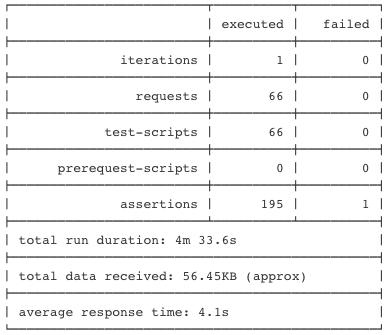 executed | failed
iterations | 1 | 0
requests | 66 | 0
test-scripts | 66 | 0
prerequest-scripts | 0 | 0
assertions | 195 | 1
total run duration: 4m 33.6s
total data received: 56.45KB (approx)
average response time: 4.1s